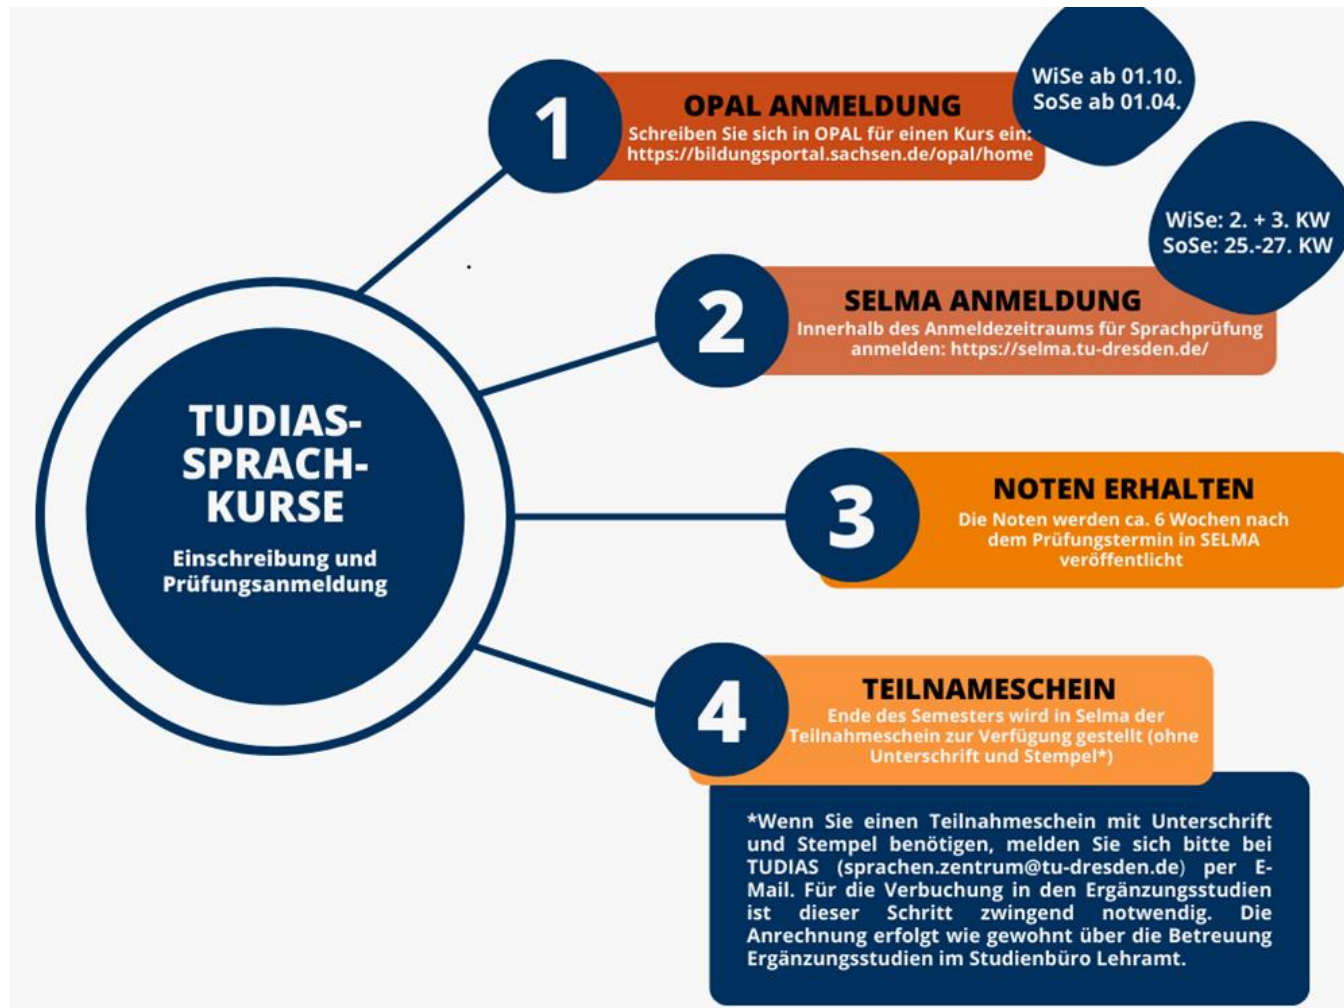 TUDIAS-
SPRACH-
KURSE
Einschreibung und
Prüfungsanmeldung
1
OPAL ANMELDUNG
Schreiben Sie sich in OPAL für einen Kurs ein:
https://bildungsportal.sachsen.de/opal/home
WiSe ab 01.10.
SoSe ab 01.04.
2
SELMA ANMELDUNG
Innerhalb des Anmeldezeitraums für Sprachprüfung
anmelden: https://selma.tu-dresden.de/
WiSe: 2. + 3. KW
SoSe: 25.-27. KW
3
NOTEN ERHALTEN
Die Noten werden ca. 6 Wochen nach
dem Prüfungstermin in SELMA
veröffentlicht
4
TEILNAMESCHEIN
Ende des Semesters wird in Selma der
Teilnahmeschein zur Verfügung gestellt (ohne
Unterschrift und Stempel*)
*Wenn Sie einen Teilnahmeschein mit Unterschrift
und Stempel benötigen, melden Sie sich bitte bei
TUDIAS (sprachen.zentrum@tu-dresden.de) per E-
Mail. Für die Verbuchung in den Ergänzungsstudien
ist dieser Schritt zwingend notwendig. Die
Anrechnung erfolgt wie gewohnt über die Betreuung
Ergänzungsstudien im Studienbüro Lehramt.